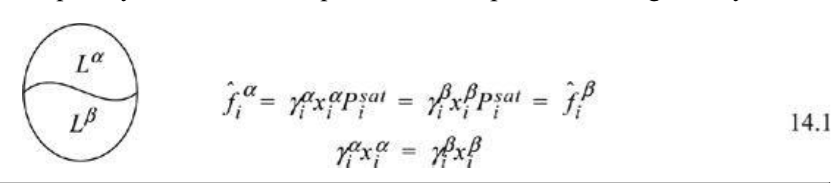 L^α
L^β
f̂_i^α = γ_i^α x_i^α P_i^sat = γ_i^β x_i^β P_i^sat = f̂_i^β
14.1
γ_i^α x_i^α = γ_i^β x_i^β